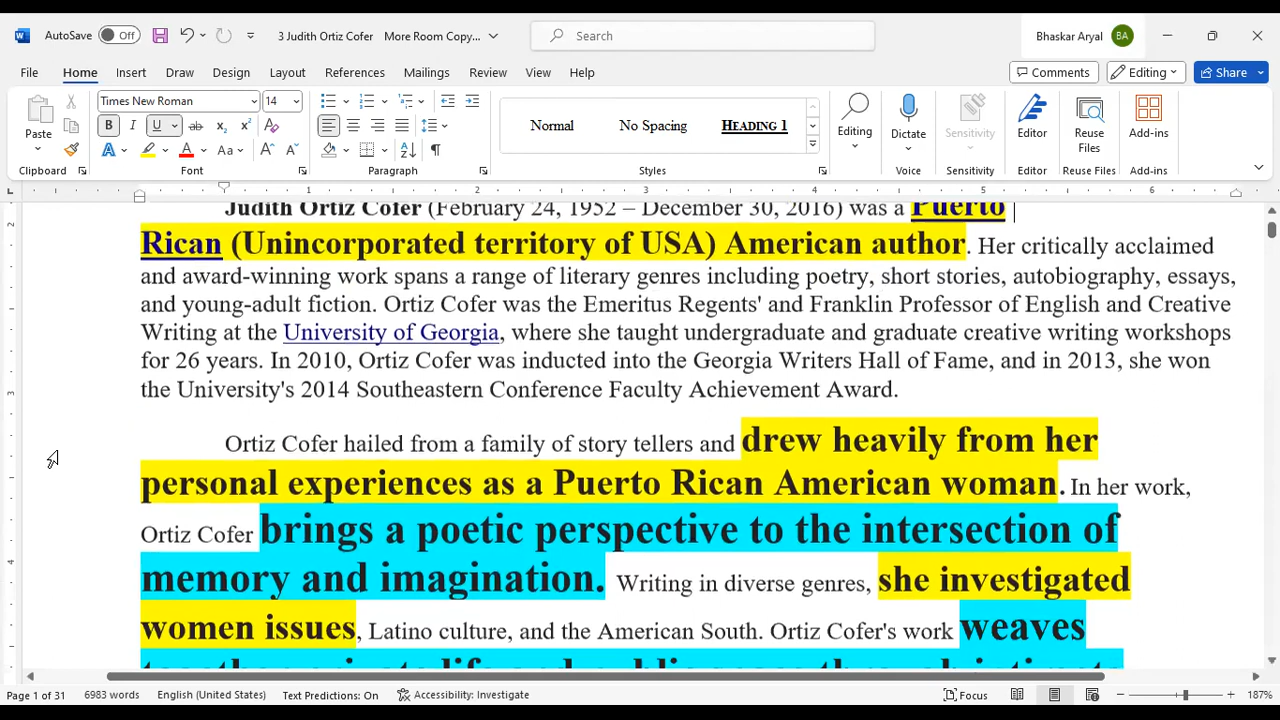 AutoSave Off 3 Judith Ortiz Cofer More Room Copy... Search Bhaskar Aryal BA
File Home Insert Draw Design Layout References Mailings Review View Help Comments Editing Share
Times New Roman 14
Paste
Normal No Spacing HEADING 1
Editing Dictate Sensitivity Editor Reuse Files Add-ins
Clipboard Font Paragraph Styles Voice Sensitivity Editor Reuse Files Add-ins
1 2 3 4 5 6
Judith Ortiz Cofer (February 24, 1952 – December 30, 2016) was a Puerto
Rican (Unincorporated territory of USA) American author. Her critically acclaimed
and award-winning work spans a range of literary genres including poetry, short stories, autobiography, essays,
and young-adult fiction. Ortiz Cofer was the Emeritus Regents' and Franklin Professor of English and Creative
Writing at the University of Georgia, where she taught undergraduate and graduate creative writing workshops
for 26 years. In 2010, Ortiz Cofer was inducted into the Georgia Writers Hall of Fame, and in 2013, she won
the University's 2014 Southeastern Conference Faculty Achievement Award.
Ortiz Cofer hailed from a family of story tellers and drew heavily from her
personal experiences as a Puerto Rican American woman. In her work,
Ortiz Cofer brings a poetic perspective to the intersection of
memory and imagination. Writing in diverse genres, she investigated
women issues, Latino culture, and the American South. Ortiz Cofer's work weaves
Page 1 of 31 6983 words English (United States) Text Predictions: On Accessibility: Investigate Focus 187%